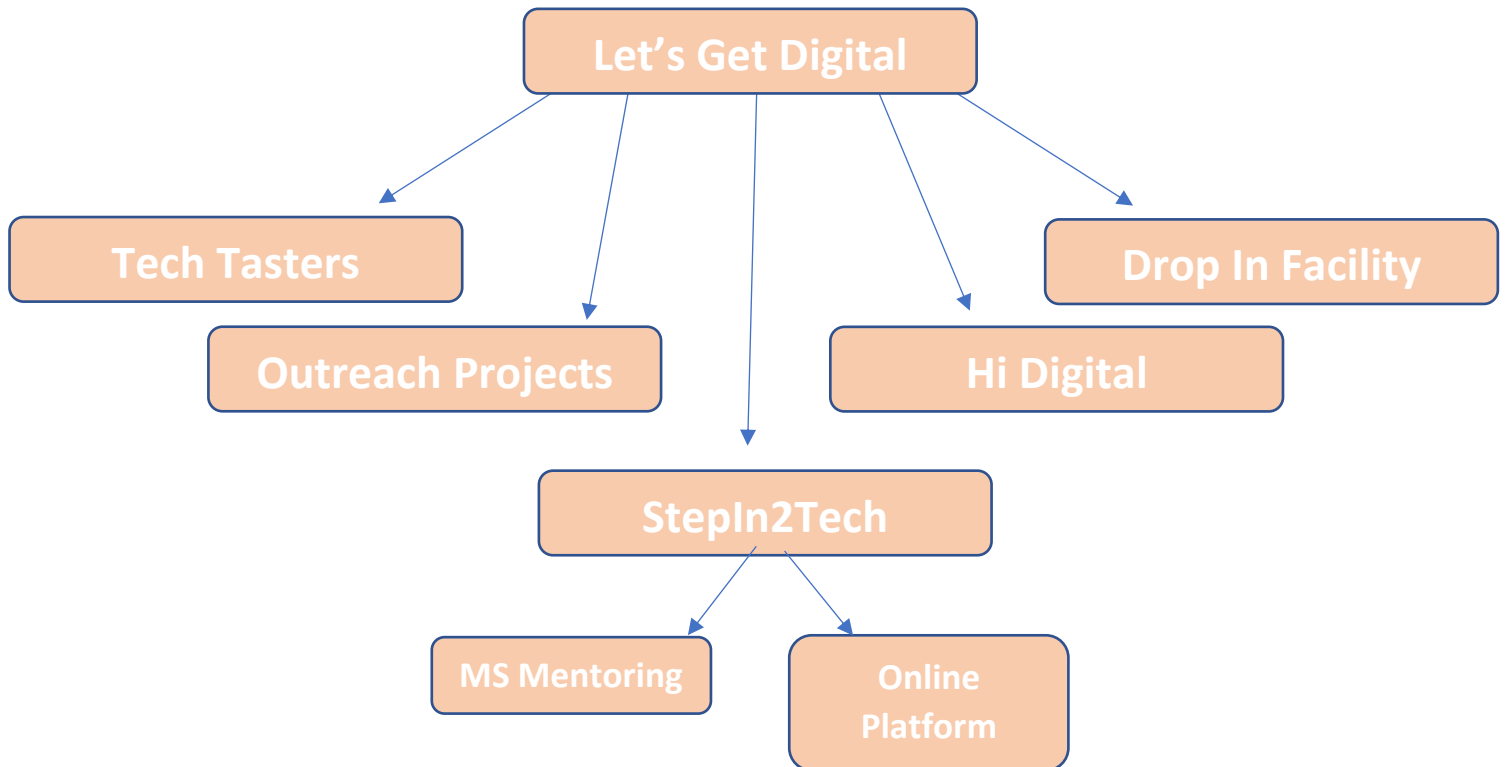 Let’s Get Digital
Tech Tasters
Drop In Facility
Outreach Projects
Hi Digital
StepIn2Tech
MS Mentoring
Online
Platform